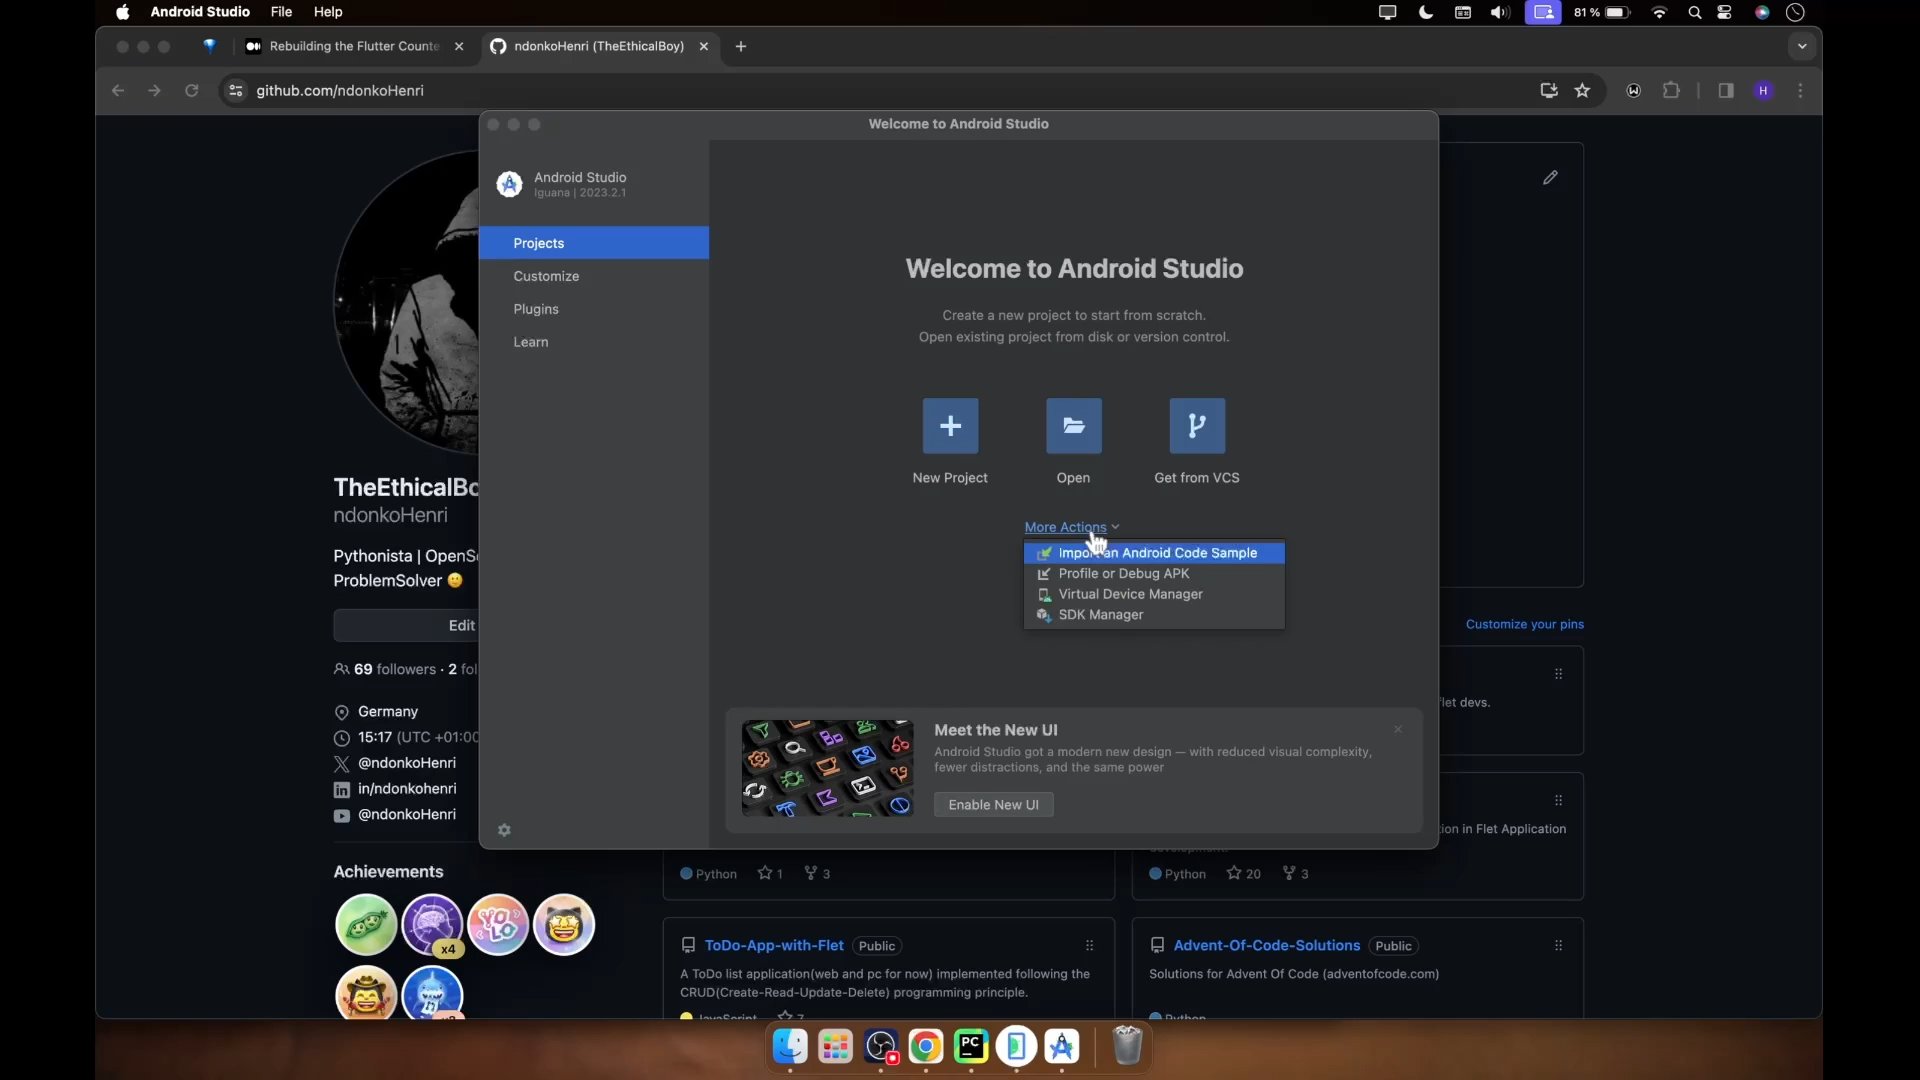 Android Studio File Help
81 %
Rebuilding the Flutter Counte
ndonkoHenri (TheEthicalBoy)
github.com/ndonkoHenri
H
Welcome to Android Studio
Android Studio
Iguana | 2023.2.1
Projects
Customize
Plugins
Learn
Welcome to Android Studio
Create a new project to start from scratch.
Open existing project from disk or version control.
New Project
Open
Get from VCS
More Actions
Import an Android Code Sample
Profile or Debug APK
Virtual Device Manager
SDK Manager
Meet the New UI
Android Studio got a modern new design — with reduced visual complexity,
fewer distractions, and the same power
Enable New UI
TheEthicalBo
ndonkoHenri
Pythonista | OpenS
ProblemSolver
Edit
69 followers · 2 fol
Germany
15:17 (UTC +01:00
@ndonkoHenri
in/ndonkohenri
@ndonkoHenri
Achievements
x4
YOLO
Customize your pins
flet devs.
ion in Flet Application
Python 1 3
Python 20 3
ToDo-App-with-Flet Public
A ToDo list application(web and pc for now) implemented following the
CRUD(Create-Read-Update-Delete) programming principle.
JavaScript 7
Advent-Of-Code-Solutions Public
Solutions for Advent Of Code (adventofcode.com)
Python
PC